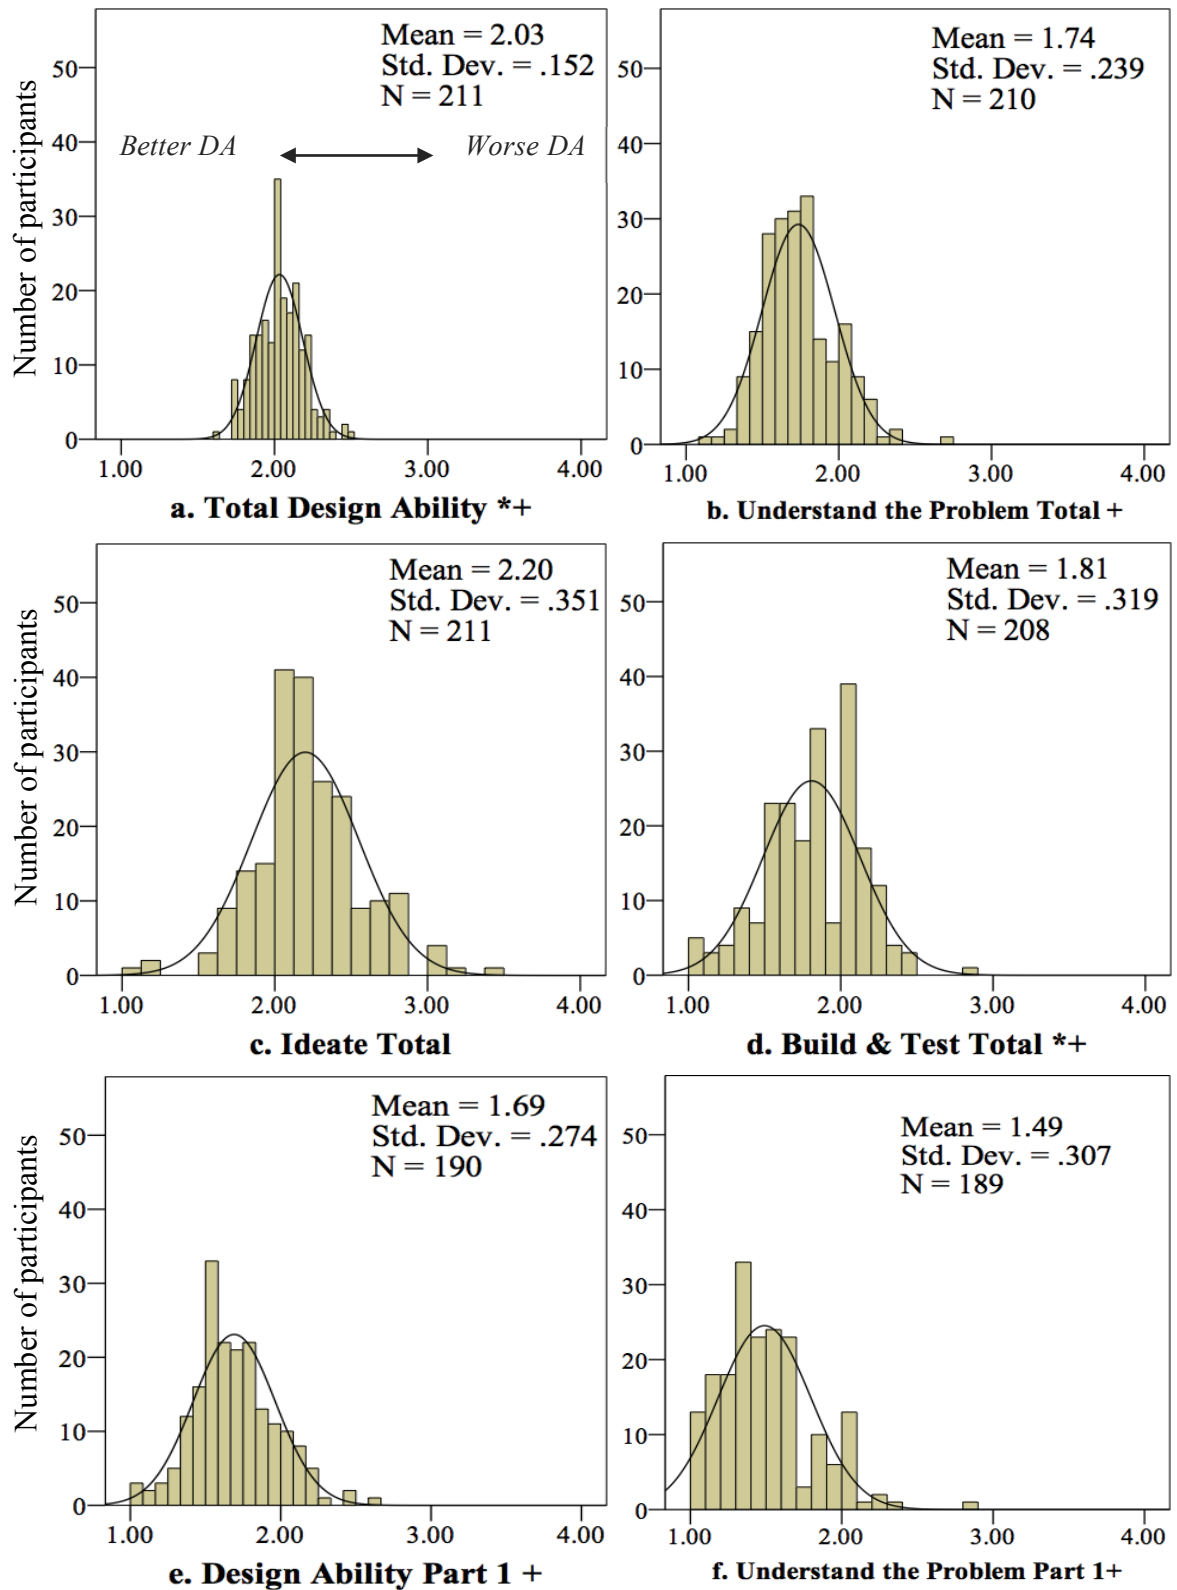 Mean = 2.03
Std. Dev. = .152
N = 211
Better DA
Worse DA
Number of participants
50
40
30
20
10
0
1.00 2.00 3.00 4.00
a. Total Design Ability *+
Mean = 1.74
Std. Dev. = .239
N = 210
50
40
30
20
10
0
1.00 2.00 3.00 4.00
b. Understand the Problem Total +
Mean = 2.20
Std. Dev. = .351
N = 211
Number of participants
50
40
30
20
10
0
1.00 2.00 3.00 4.00
c. Ideate Total
Mean = 1.81
Std. Dev. = .319
N = 208
50
40
30
20
10
0
1.00 2.00 3.00 4.00
d. Build & Test Total *+
Mean = 1.69
Std. Dev. = .274
N = 190
Number of participants
50
40
30
20
10
0
1.00 2.00 3.00 4.00
e. Design Ability Part 1 +
Mean = 1.49
Std. Dev. = .307
N = 189
50
40
30
20
10
0
1.00 2.00 3.00 4.00
f. Understand the Problem Part 1+